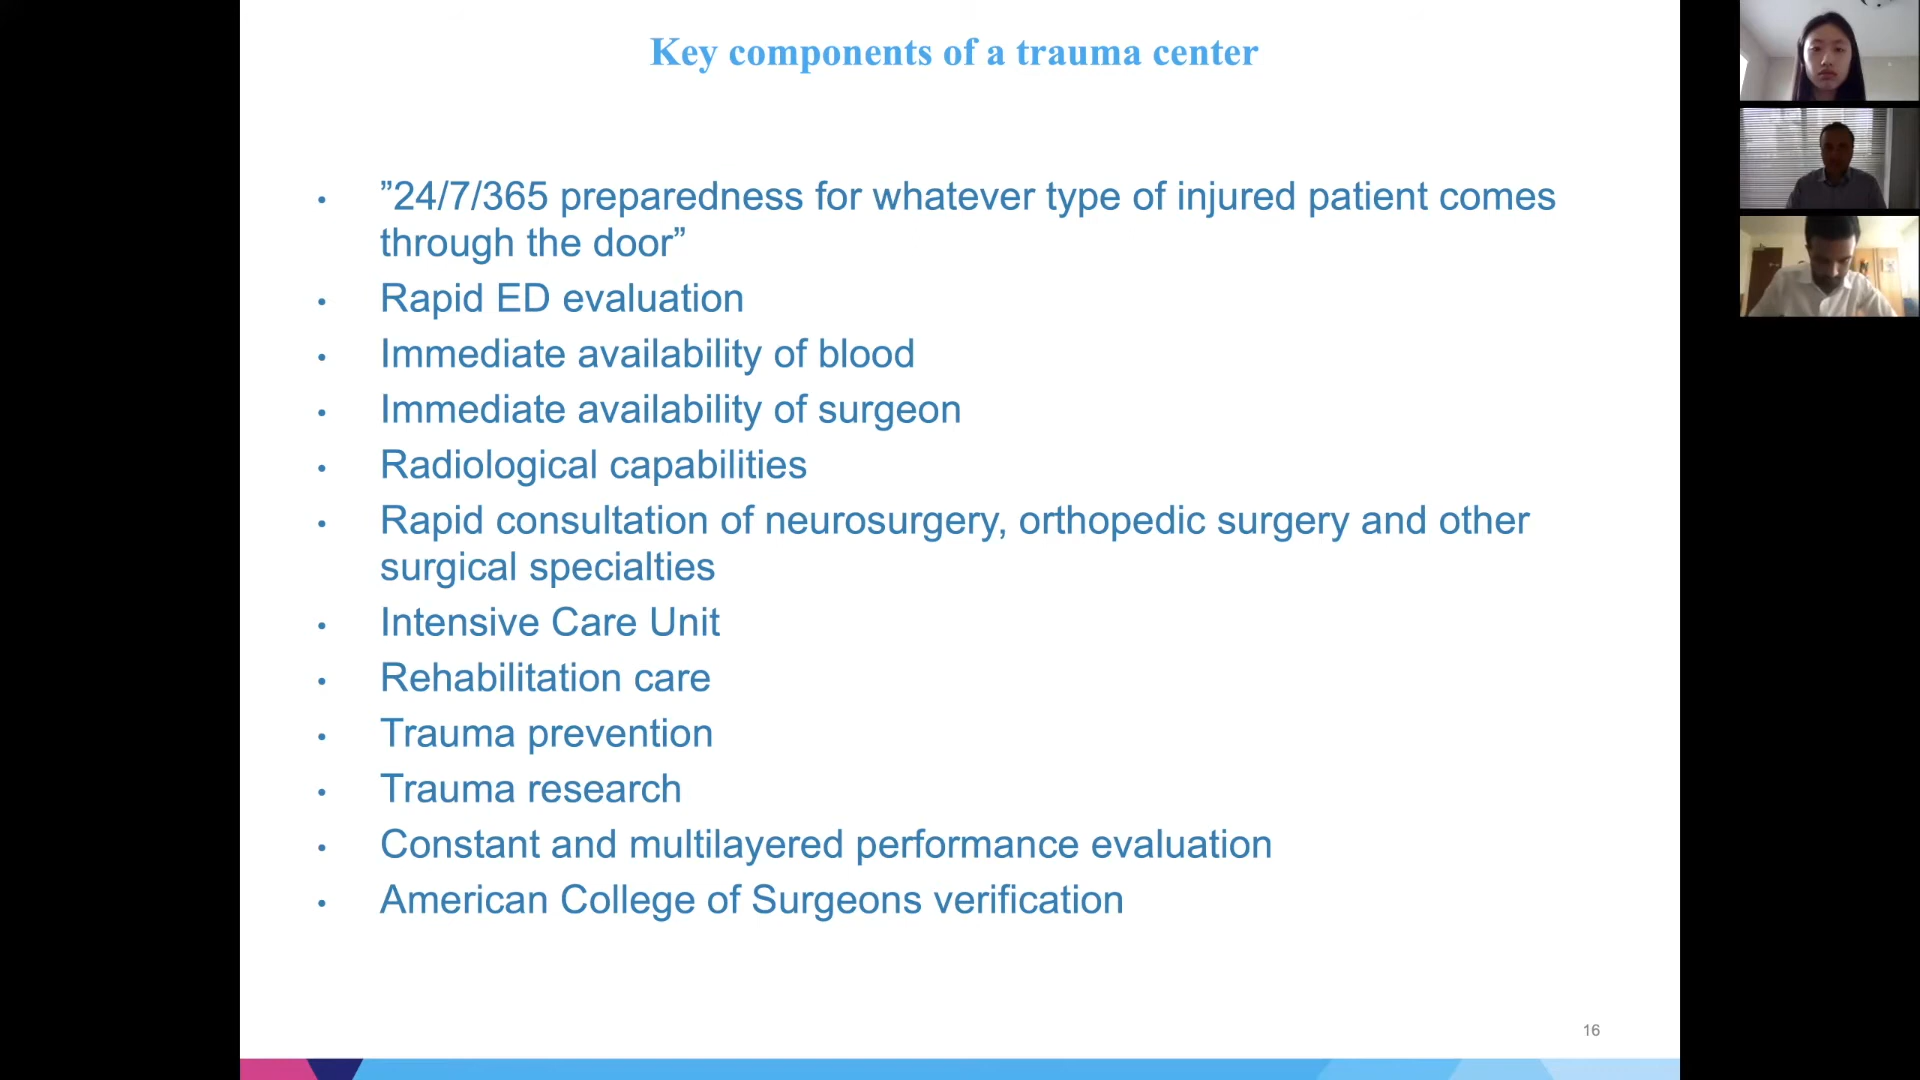 Key components of a trauma center
• ”24/7/365 preparedness for whatever type of injured patient comes
through the door”
• Rapid ED evaluation
• Immediate availability of blood
• Immediate availability of surgeon
• Radiological capabilities
• Rapid consultation of neurosurgery, orthopedic surgery and other
surgical specialties
• Intensive Care Unit
• Rehabilitation care
• Trauma prevention
• Trauma research
• Constant and multilayered performance evaluation
• American College of Surgeons verification
16